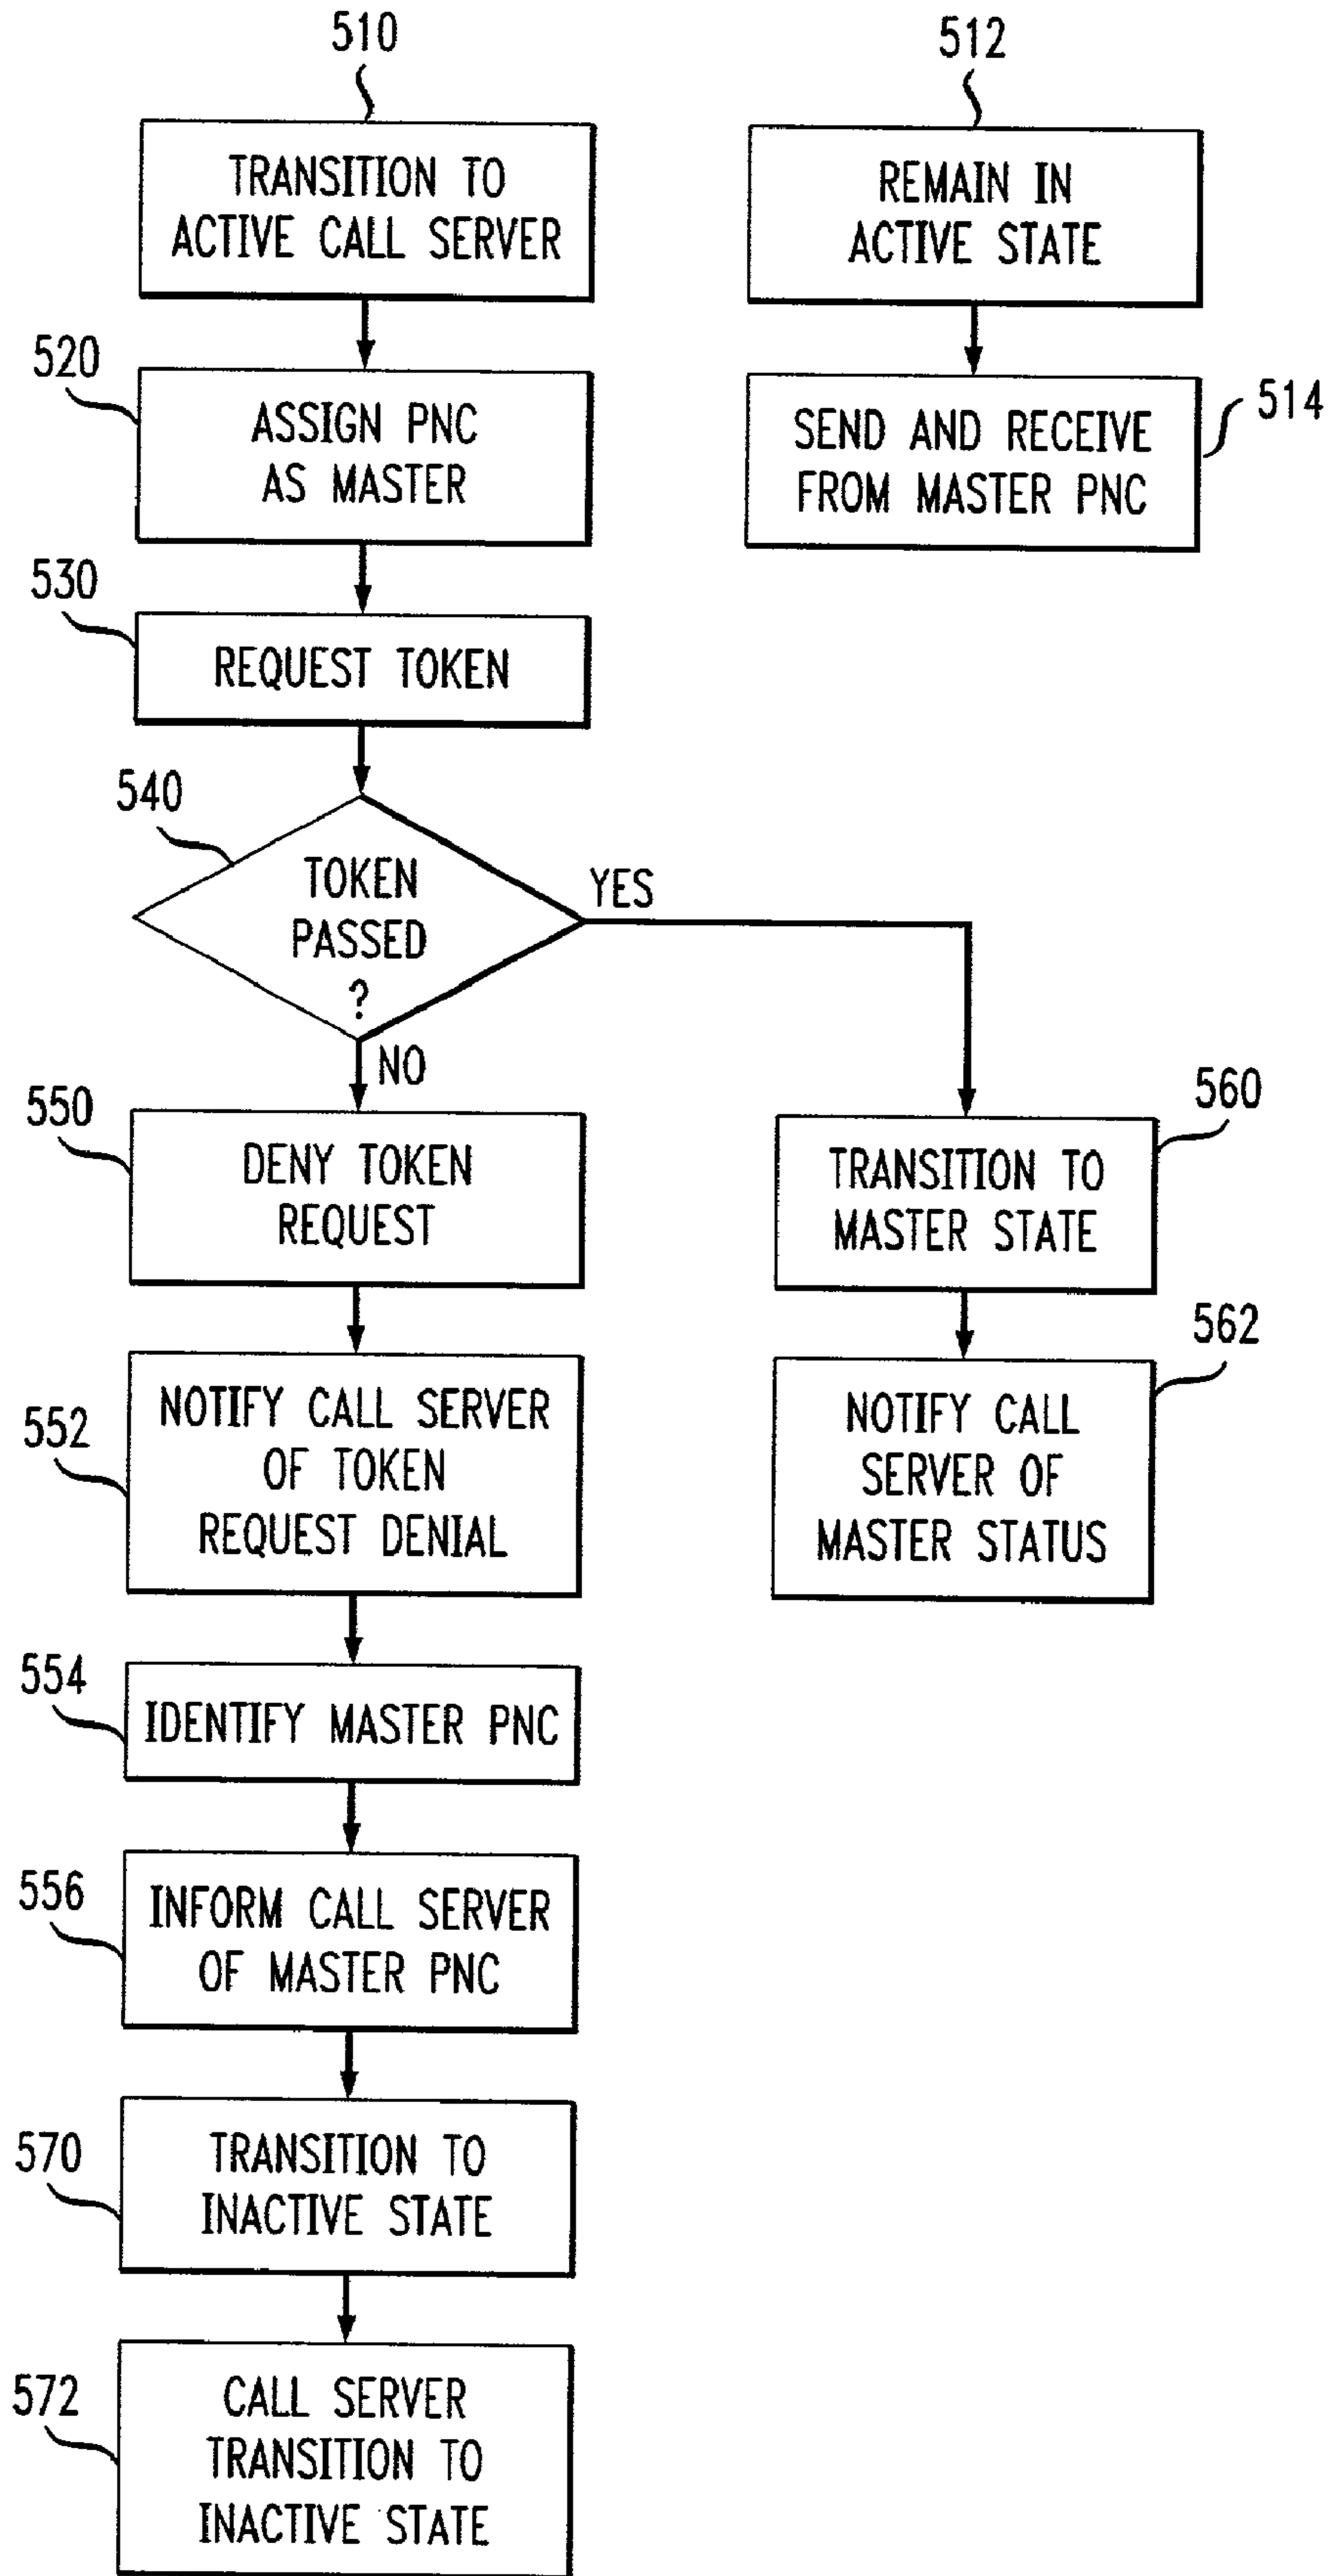 510
TRANSITION TO
ACTIVE CALL SERVER
512
REMAIN IN
ACTIVE STATE
520
ASSIGN PNC
AS MASTER
514
SEND AND RECEIVE
FROM MASTER PNC
530
REQUEST TOKEN
540
TOKEN
PASSED
?
YES
NO
550
DENY TOKEN
REQUEST
560
TRANSITION TO
MASTER STATE
552
NOTIFY CALL SERVER
OF TOKEN
REQUEST DENIAL
562
NOTIFY CALL
SERVER OF
MASTER STATUS
554
IDENTIFY MASTER PNC
556
INFORM CALL SERVER
OF MASTER PNC
570
TRANSITION TO
INACTIVE STATE
572
CALL SERVER
TRANSITION TO
INACTIVE STATE